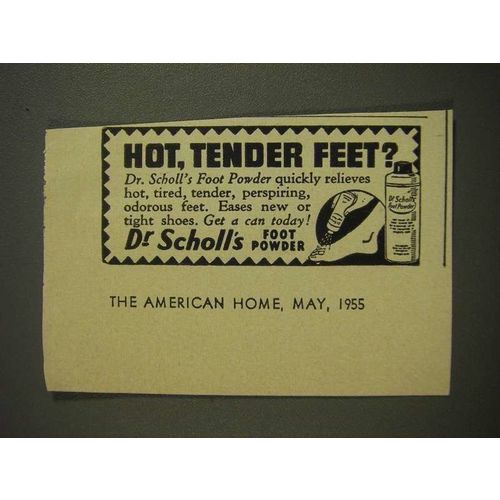 HOT, TENDER FEET?
Dr. Scholl's Foot Powder quickly relieves
hot, tired, tender, perspiring,
odorous feet. Eases new or
tight shoes. Get a can today!
Dr Scholl's FOOT POWDER
Dr Scholl's
Foot Powder
THE AMERICAN HOME, MAY, 1955